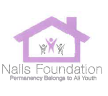 Nalls Foundation
Permanency Belongs to All Youth